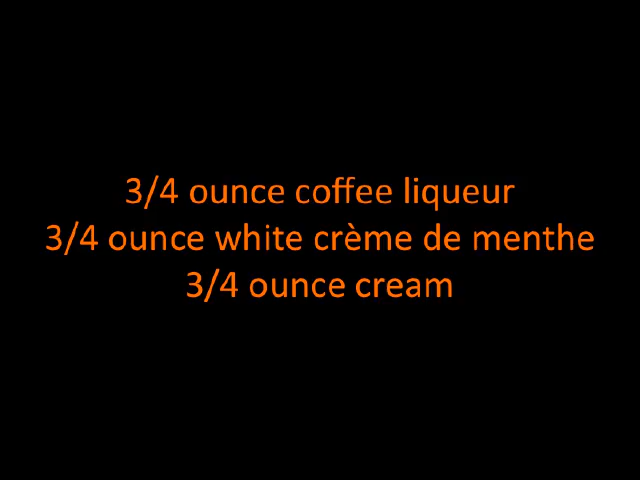 3/4 ounce coffee liqueur
3/4 ounce white crème de menthe
3/4 ounce cream